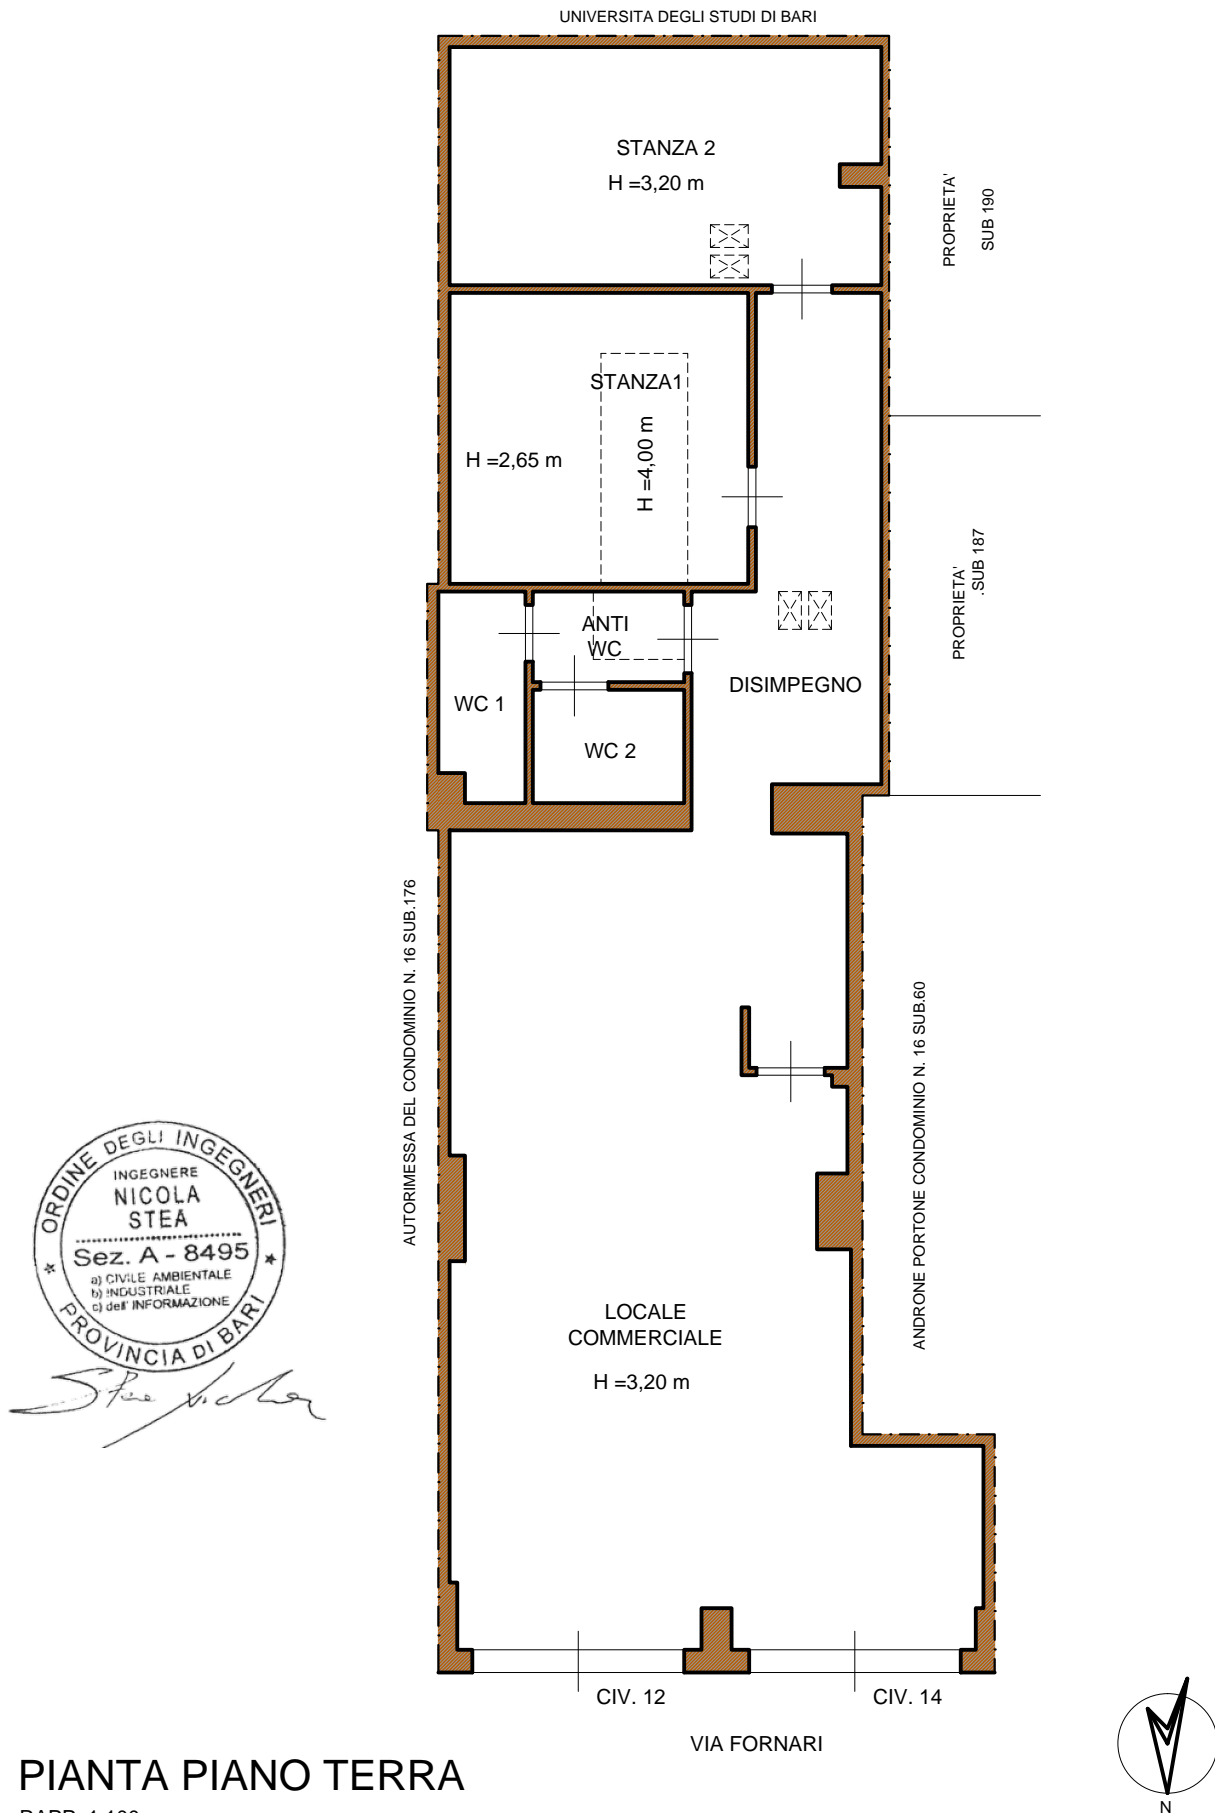 UNIVERSITA DEGLI STUDI DI BARI
STANZA 2
H =3,20 m
PROPRIETA'
SUB 190
STANZA1
H =2,65 m
H =4,00 m
PROPRIETA'
.SUB 187
ANTI
WC
WC 1
WC 2
DISIMPEGNO
AUTORIMESSA DEL CONDOMINIO N. 16 SUB.176
ANDRONE PORTONE CONDOMINIO N. 16 SUB.60
ORDINE DEGLI INGEGNERI
INGEGNERE
NICOLA
STEA
Sez. A - 8495
a) CIVILE AMBIENTALE
b) INDUSTRIALE
c) dell' INFORMAZIONE
PROVINCIA DI BARI
LOCALE
COMMERCIALE
H =3,20 m
CIV. 12
CIV. 14
VIA FORNARI
PIANTA PIANO TERRA
N